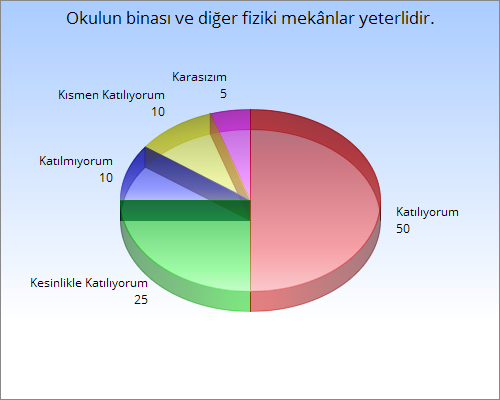 Okulun binası ve diğer fiziki mekânlar yeterlidir.
Karasızım
5
Kısmen Katılıyorum
10
Katılmıyorum
10
Katılıyorum
50
Kesinlikle Katılıyorum
25